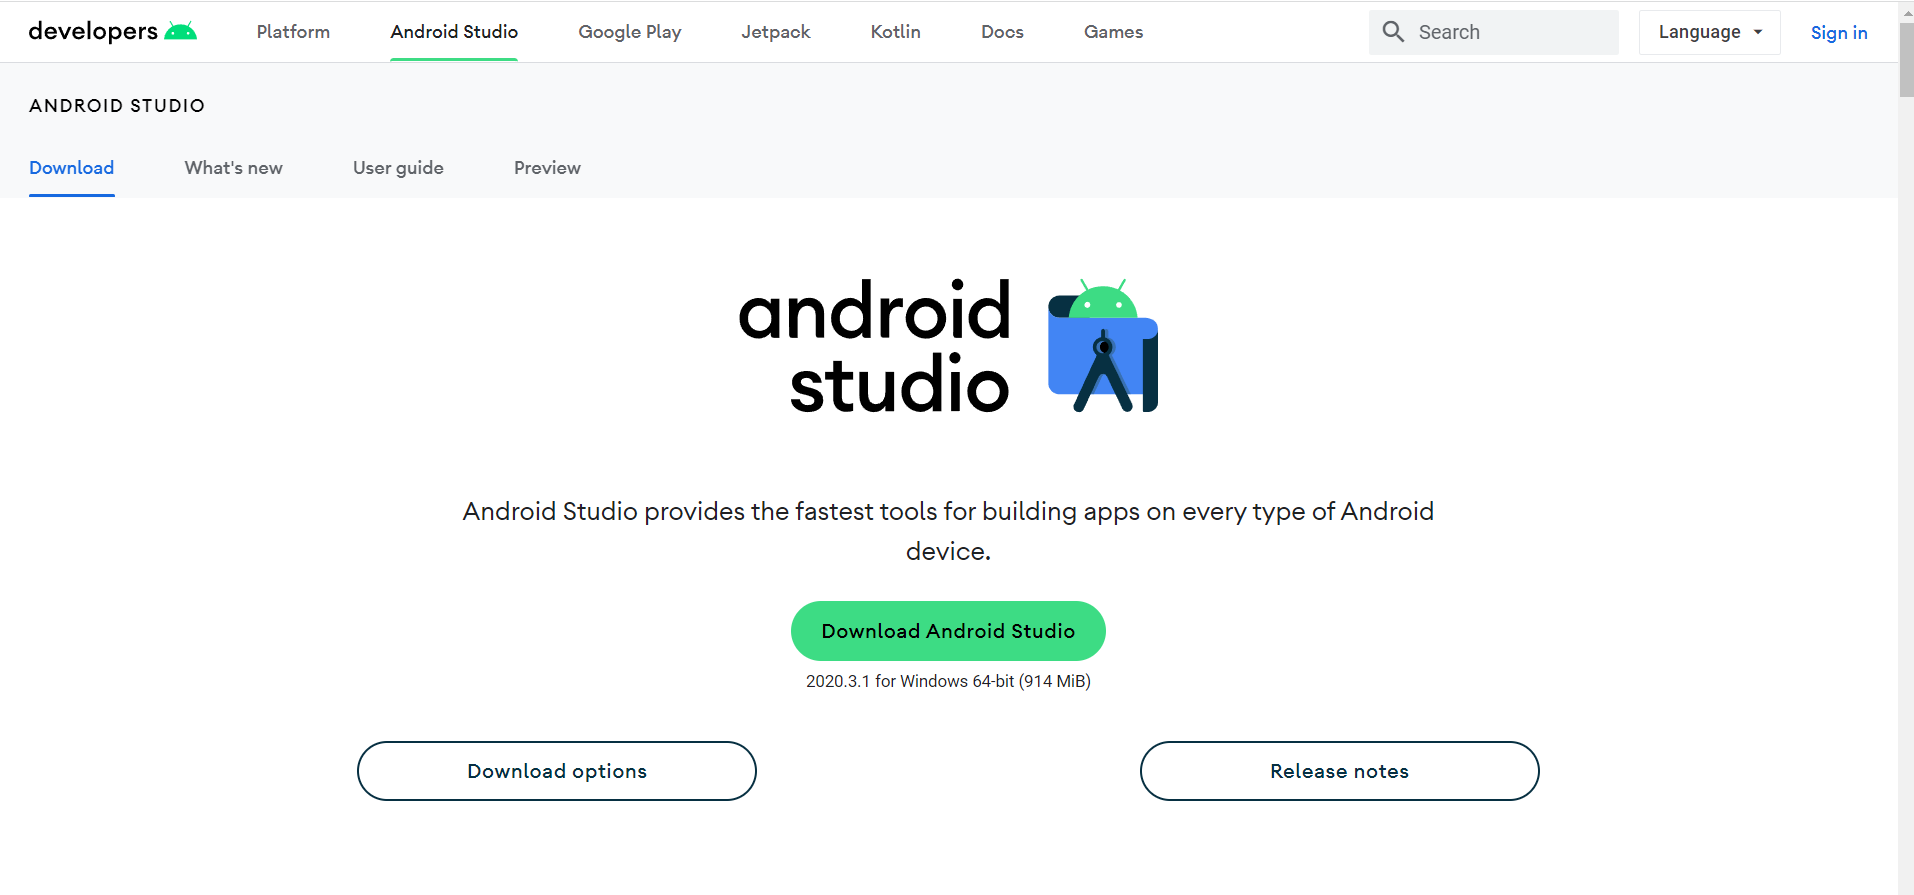 developers Platform Android Studio Google Play Jetpack Kotlin Docs Games Search Language Sign in
ANDROID STUDIO
Download What's new User guide Preview
android
studio
Android Studio provides the fastest tools for building apps on every type of Android
device.
Download Android Studio
2020.3.1 for Windows 64-bit (914 MiB)
Download options Release notes